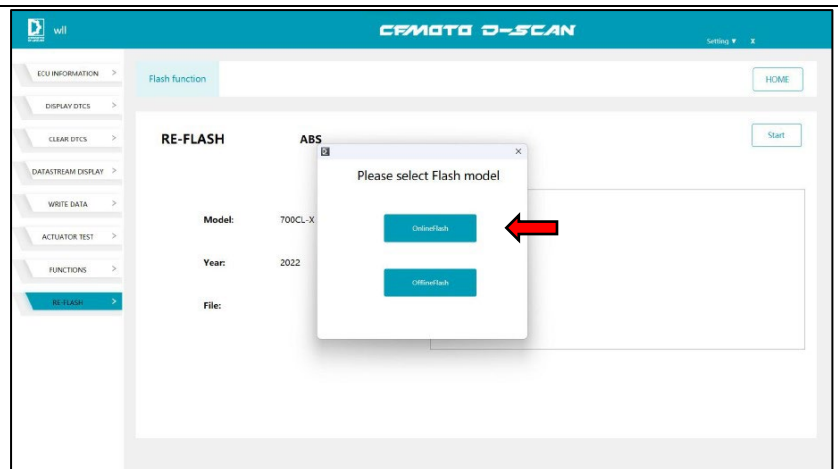 wll
CFMOTO D-SCAN
Setting ▼ X
ECU INFORMATION >
DISPLAY DTCS >
CLEAR DTCS >
DATASTREAM DISPLAY >
WRITE DATA >
ACTUATOR TEST >
FUNCTIONS >
RE-FLASH >
Flash function
HOME
RE-FLASH
ABS
Start
Model: 700CL-X
Year: 2022
File:
Please select Flash model
OnlineFlash
OfflineFlash